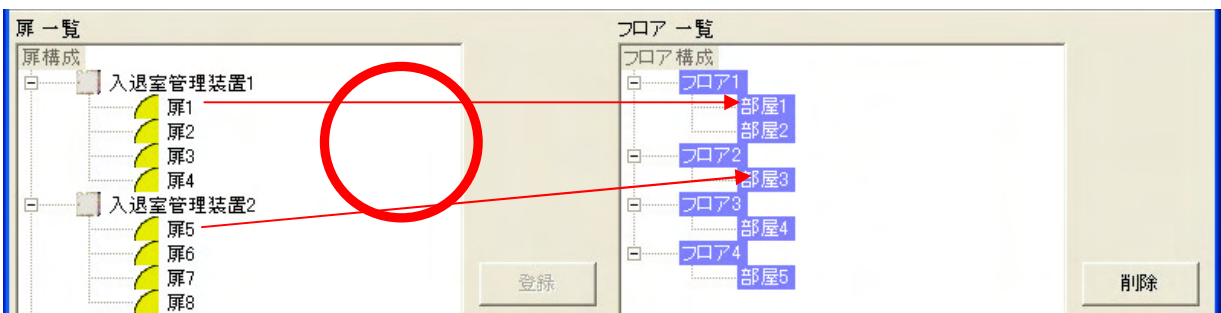 扉 一覧
扉構成
入退室管理装置1
扉1
扉2
扉3
扉4
入退室管理装置2
扉5
扉6
扉7
扉8
登録
フロア 一覧
フロア構成
フロア1
部屋1
部屋2
フロア2
部屋3
フロア3
部屋4
フロア4
部屋5
削除